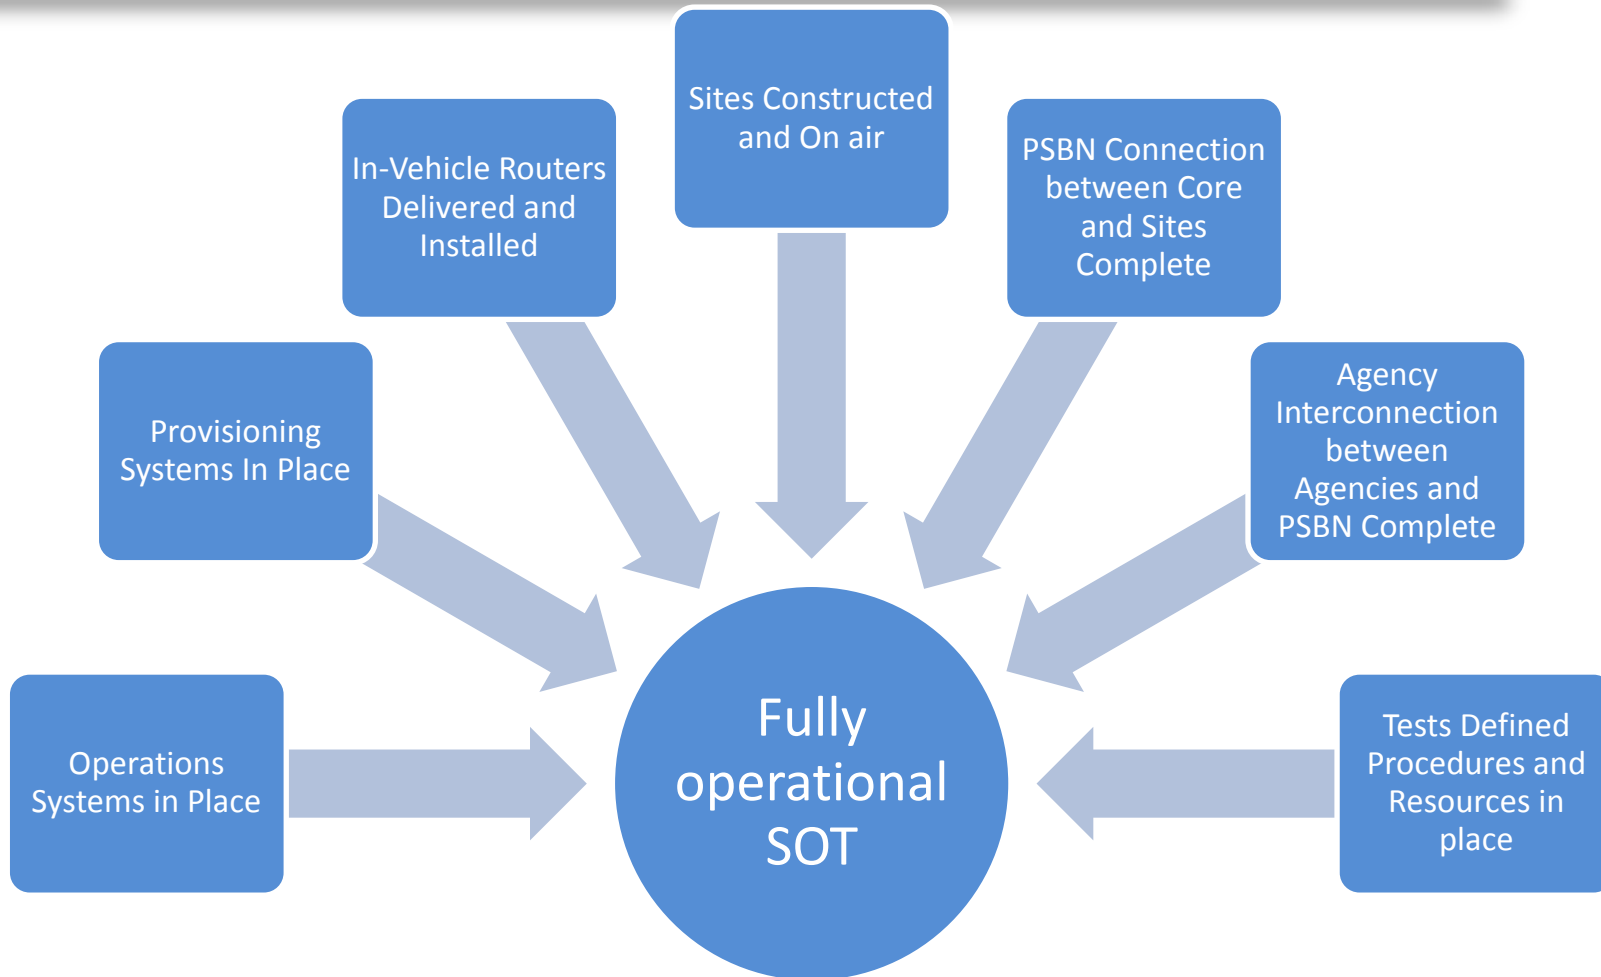 Sites Constructed
and On air
In-Vehicle Routers
Delivered and
Installed
PSBN Connection
between Core
and Sites
Complete
Provisioning
Systems In Place
Agency
Interconnection
between
Agencies and
PSBN Complete
Operations
Systems in Place
Fully
operational
SOT
Tests Defined
Procedures and
Resources in
place